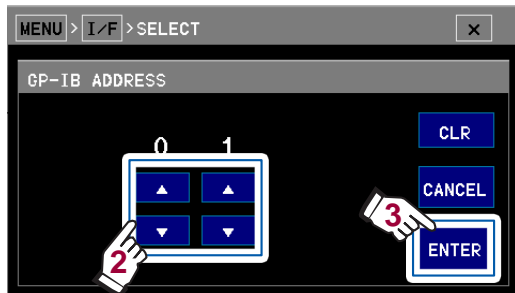 MENU > I/F > SELECT ×
GP-IB ADDRESS
0 1
CLR
CANCEL
3
ENTER
2